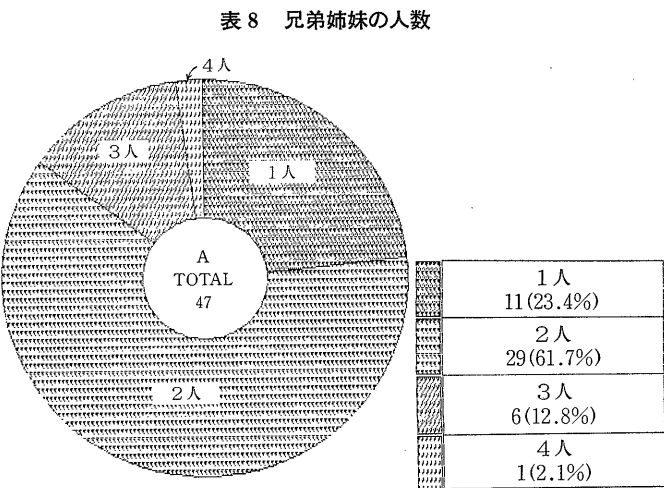 表8 兄弟姉妹の人数
4人
3人
1人
A
TOTAL
47
2人
1人
11(23.4%)
2人
29(61.7%)
3人
6(12.8%)
4人
1(2.1%)